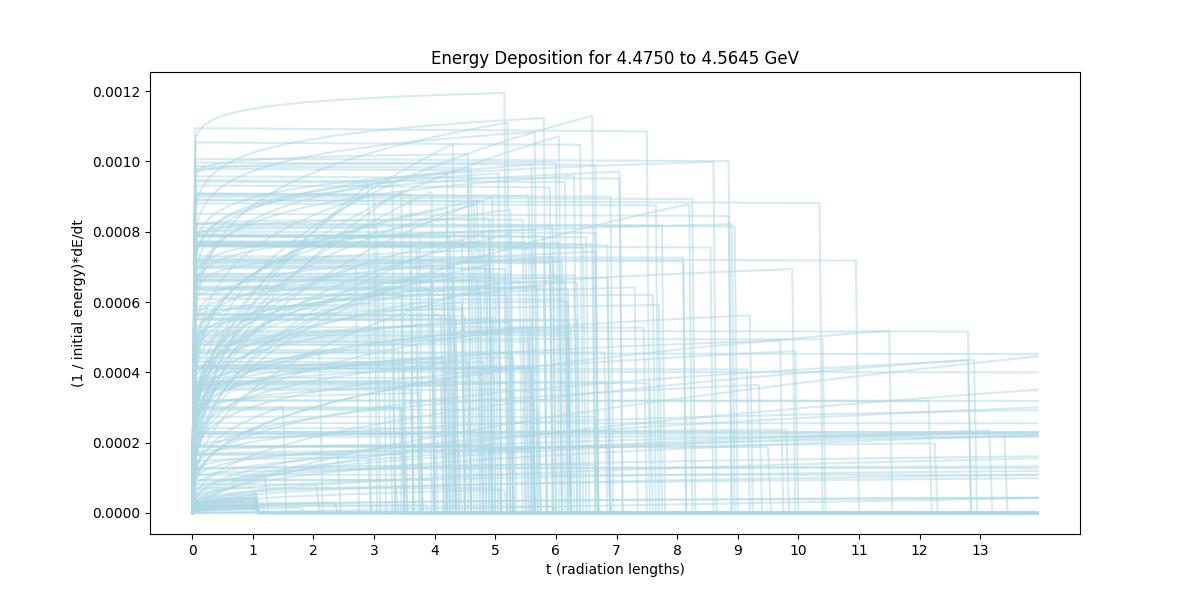 Energy Deposition for 4.4750 to 4.5645 GeV
(1 / initial energy)*dE/dt
0.0012
0.0010
0.0008
0.0006
0.0004
0.0002
0.0000
0 1 2 3 4 5 6 7 8 9 10 11 12 13
t (radiation lengths)